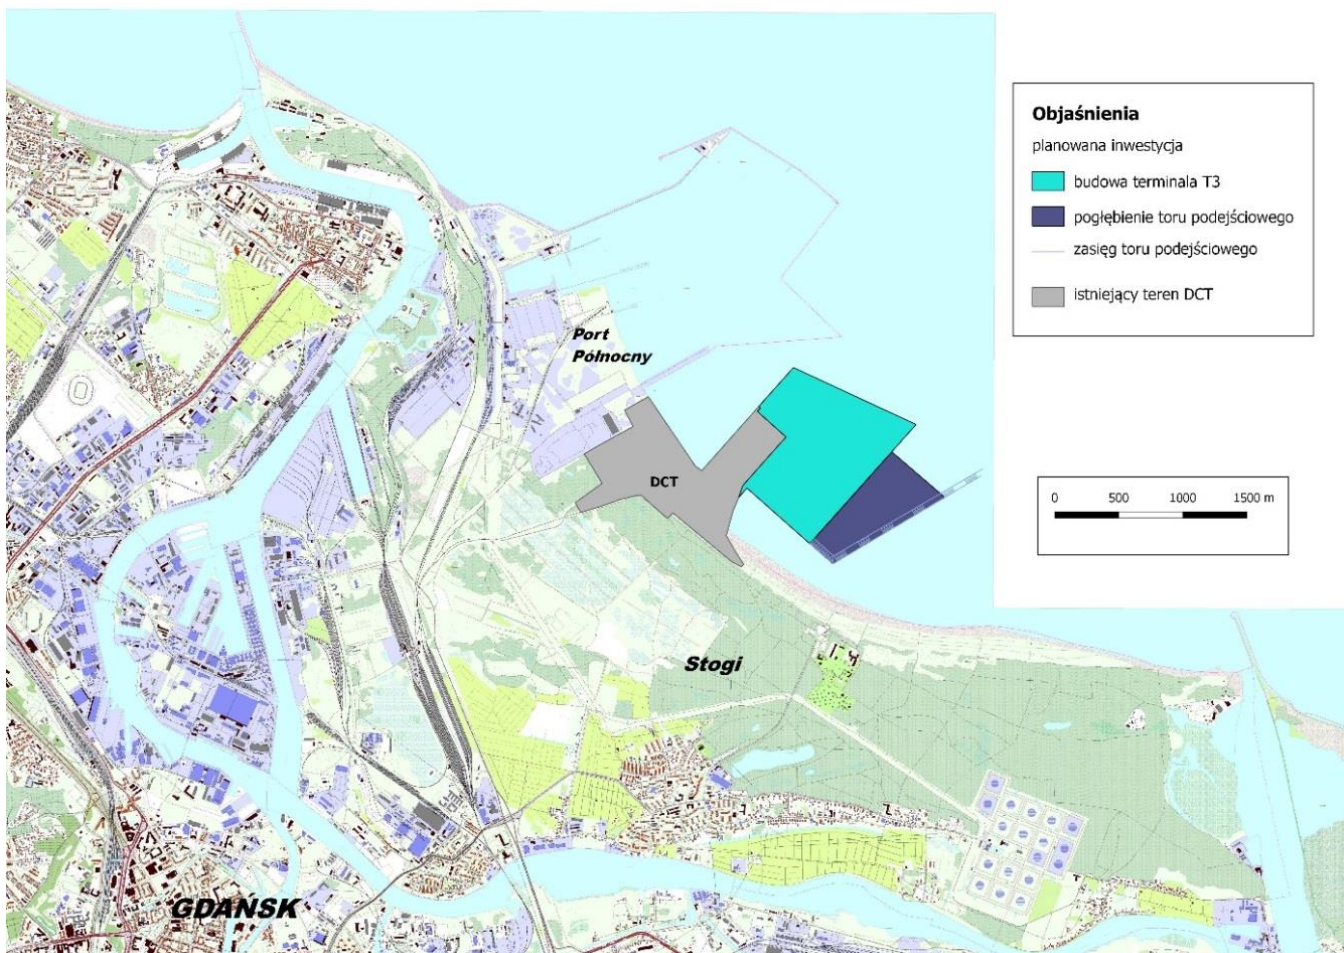 Objaśnienia
planowana inwestycja
budowa terminala T3
pogłębienie toru podejściowego
zasięg toru podejściowego
istniejący teren DCT
Port
Północny
DCT
0 500 1000 1500 m
Stogi
GDAŃSK